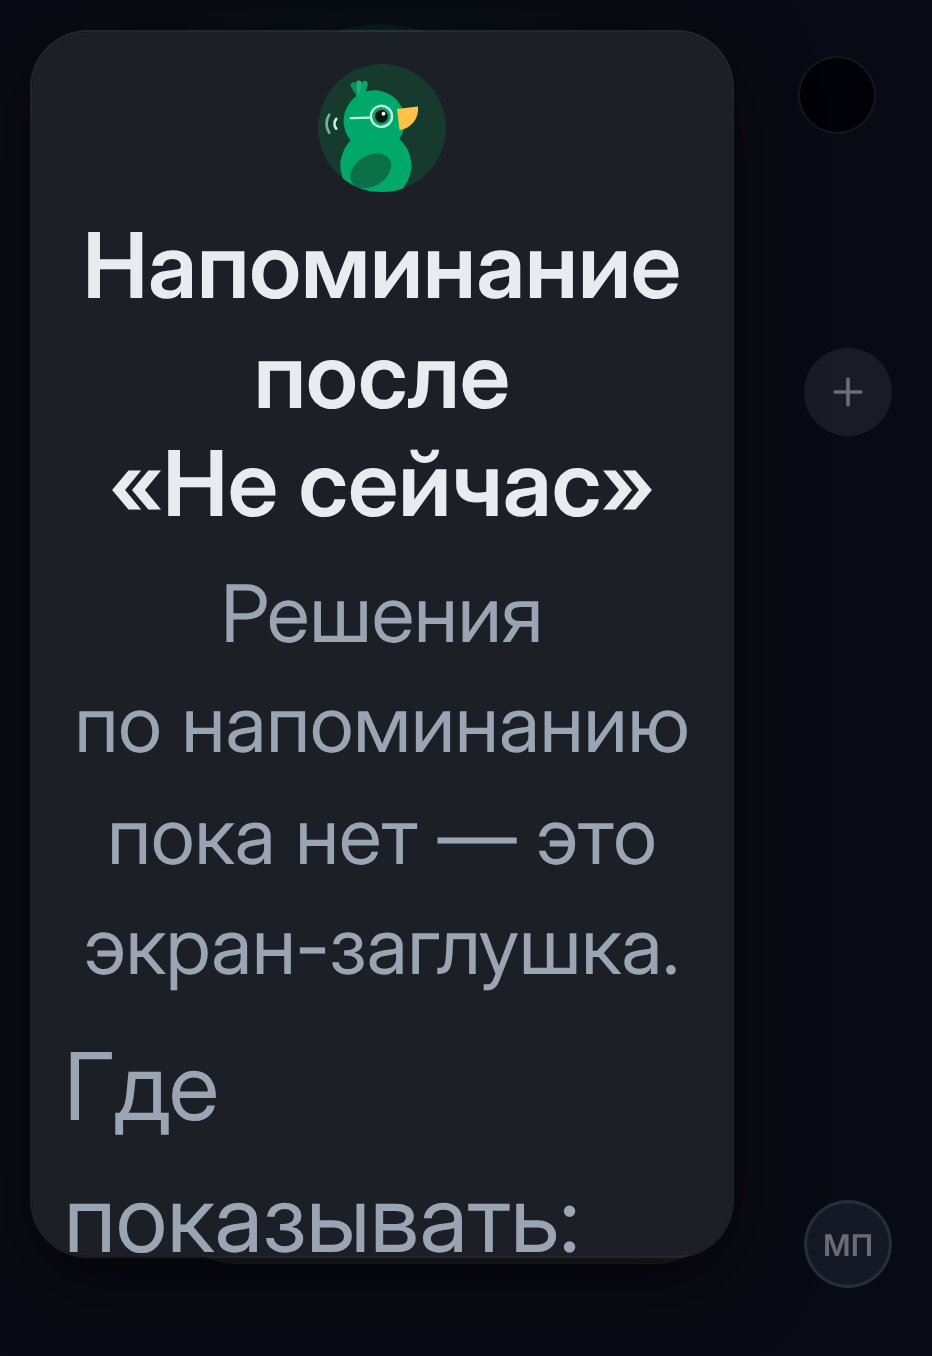 Напоминание
после
«Не сейчас»
Решения
по напоминанию
пока нет — это
экран-заглушка.
Где
показывать:
МП